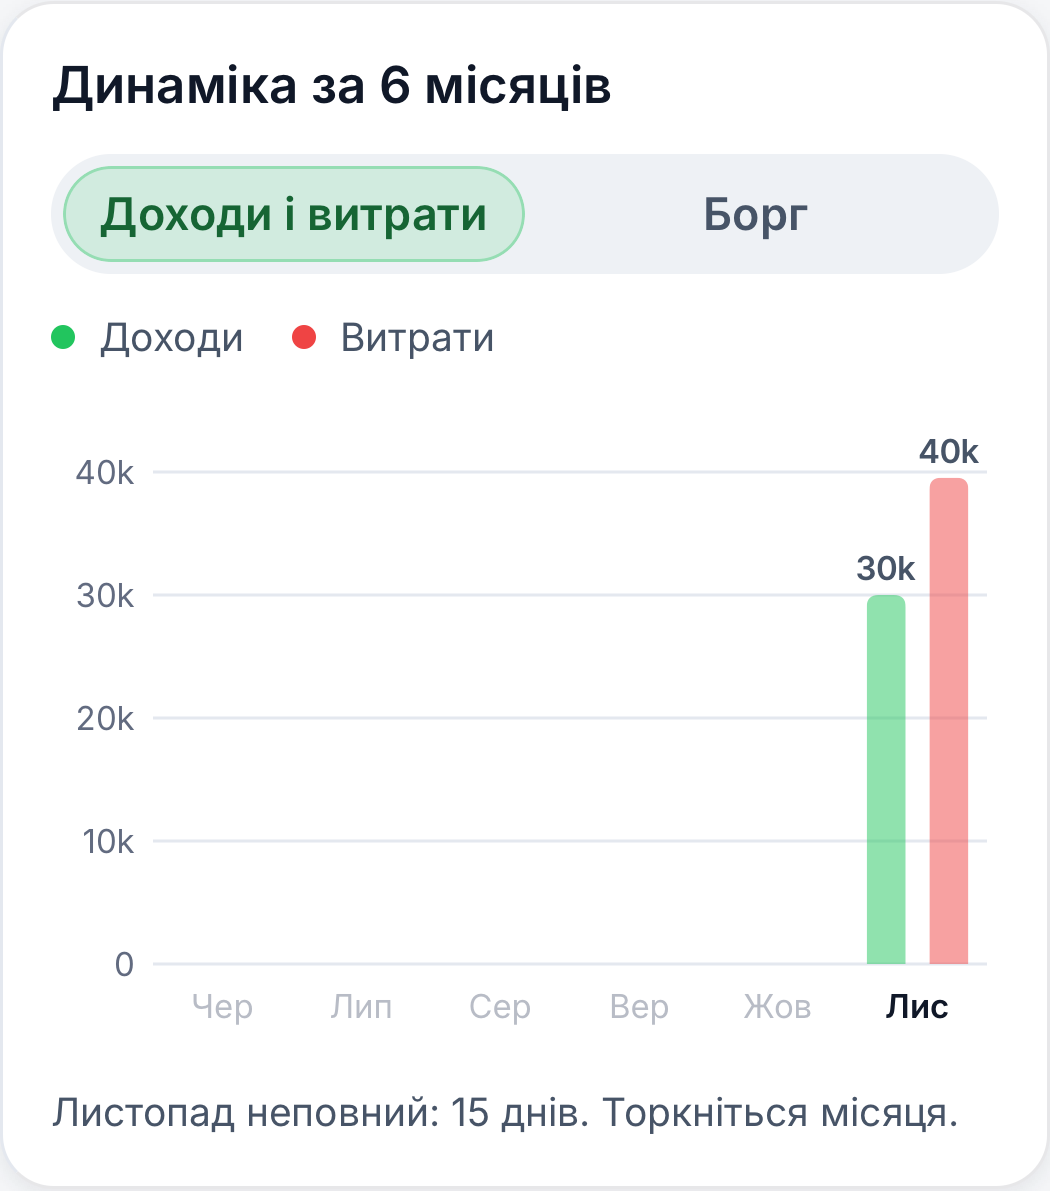 Динаміка за 6 місяців
Доходи і витрати Борг
Доходи Витрати
40k
40k
30k
30k
20k
10k
0
Чер Лип Сер Вер Жов Лис
Листопад неповний: 15 днів. Торкніться місяця.